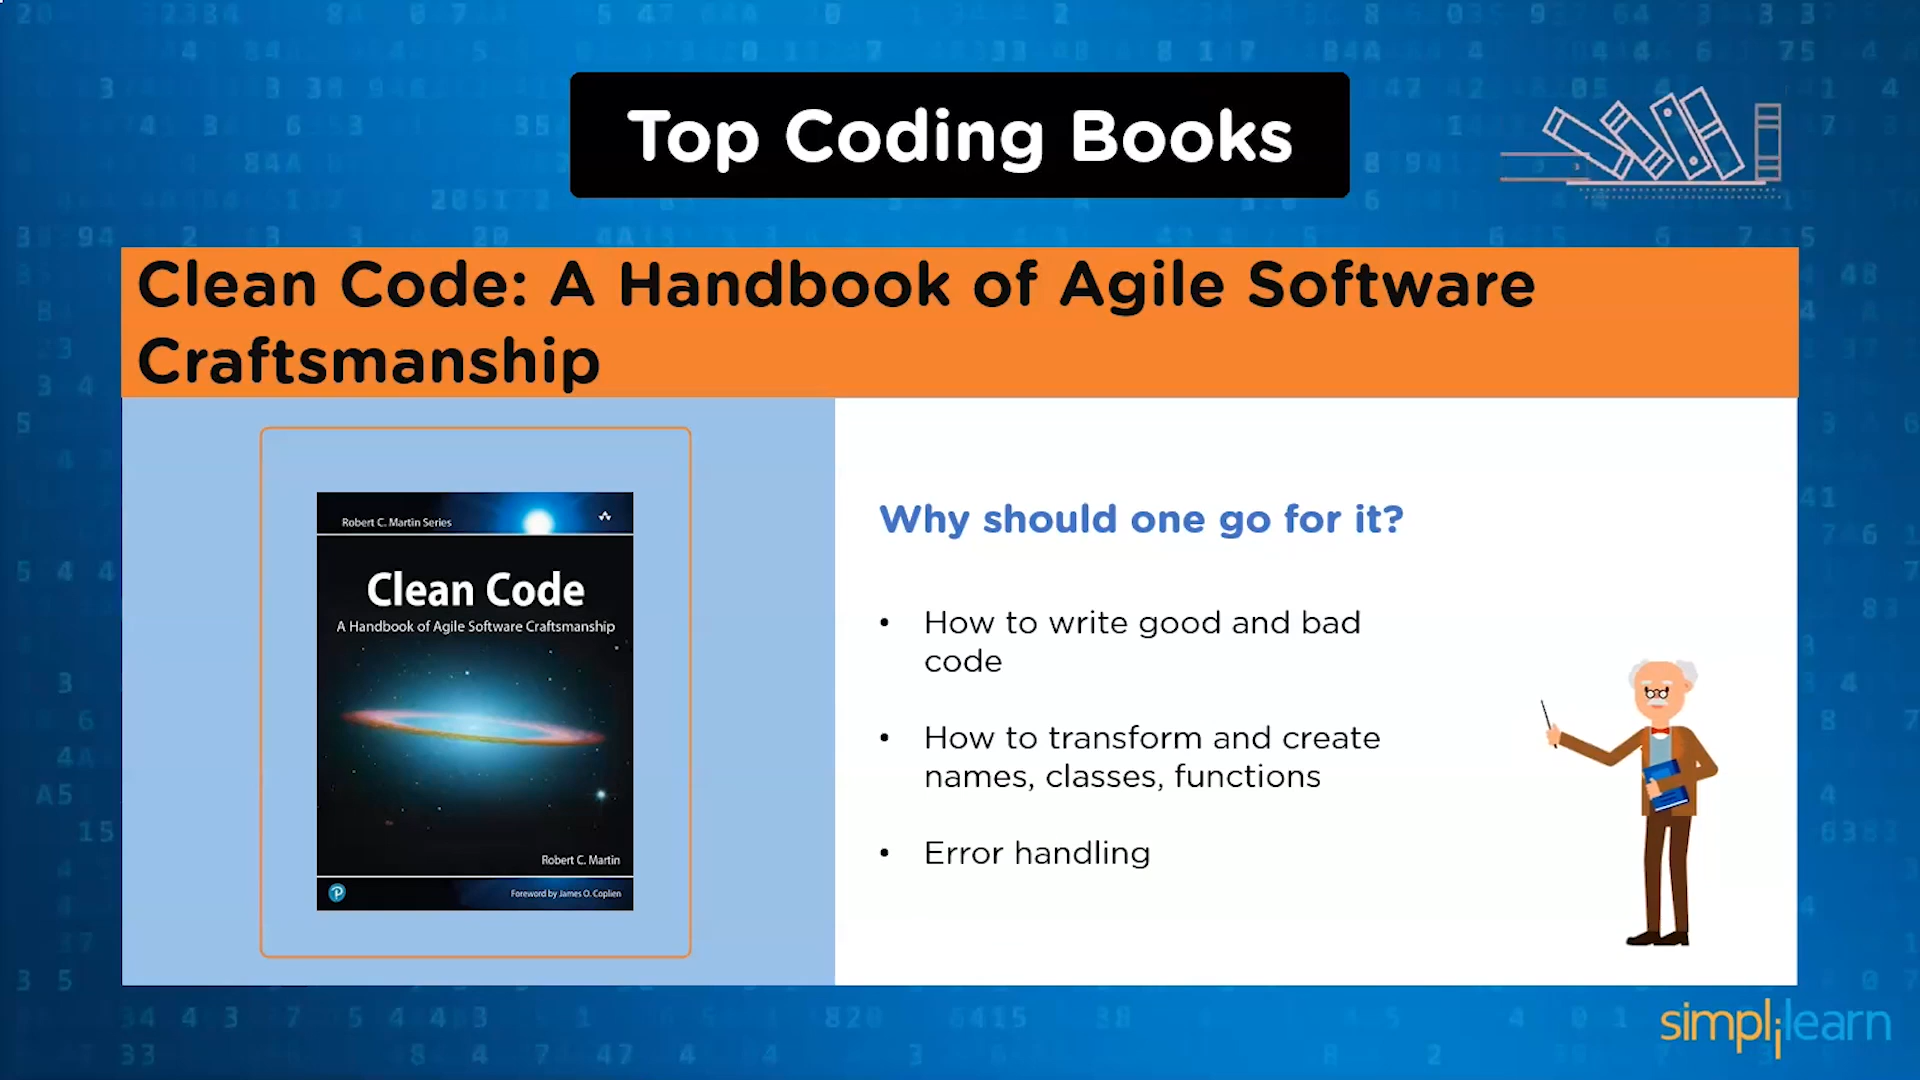 Top Coding Books
Clean Code: A Handbook of Agile Software
Craftsmanship
Robert C. Martin Series
Clean Code
A Handbook of Agile Software Craftsmanship
Robert C. Martin
Foreword by James O. Coplien
Why should one go for it?
• How to write good and bad
code
• How to transform and create
names, classes, functions
• Error handling
simplilearn